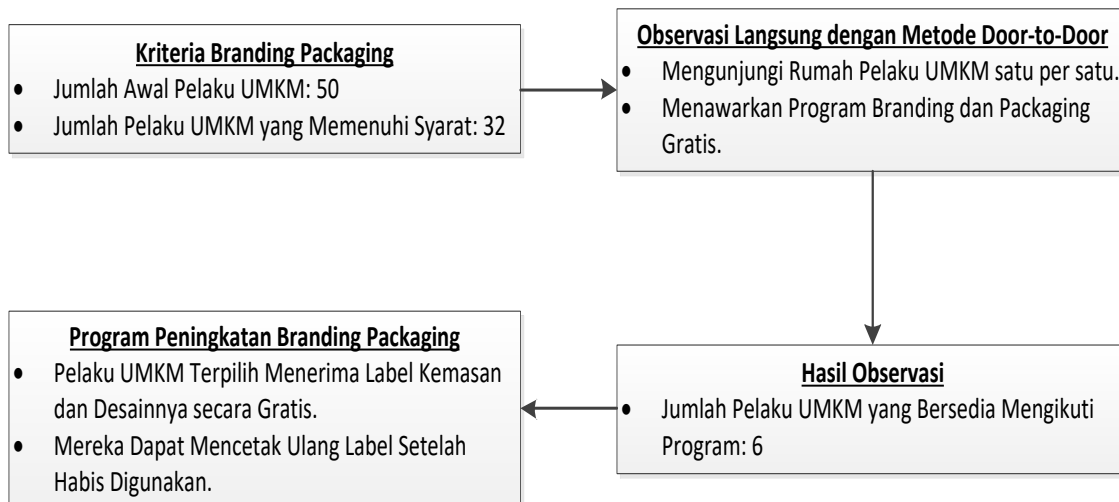 Kriteria Branding Packaging
• Jumlah Awal Pelaku UMKM: 50
• Jumlah Pelaku UMKM yang Memenuhi Syarat: 32
Observasi Langsung dengan Metode Door-to-Door
• Mengunjungi Rumah Pelaku UMKM satu per satu.
• Menawarkan Program Branding dan Packaging
Gratis.
Hasil Observasi
• Jumlah Pelaku UMKM yang Bersedia Mengikuti
Program: 6
Program Peningkatan Branding Packaging
• Pelaku UMKM Terpilih Menerima Label Kemasan
dan Desainnya secara Gratis.
• Mereka Dapat Mencetak Ulang Label Setelah
Habis Digunakan.